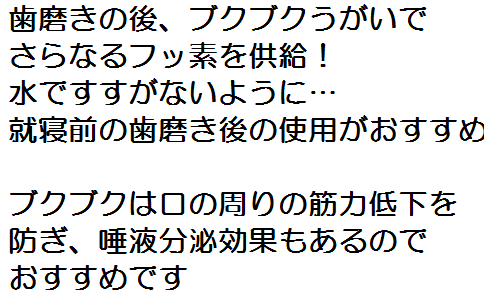 歯磨きの後、ブクブクうがいで
さらなるフッ素を供給！
水ですすがないように…
就寝前の歯磨き後の使用がおすすめ
ブクブクは口の周りの筋力低下を
防ぎ、唾液分泌効果もあるので
おすすめです